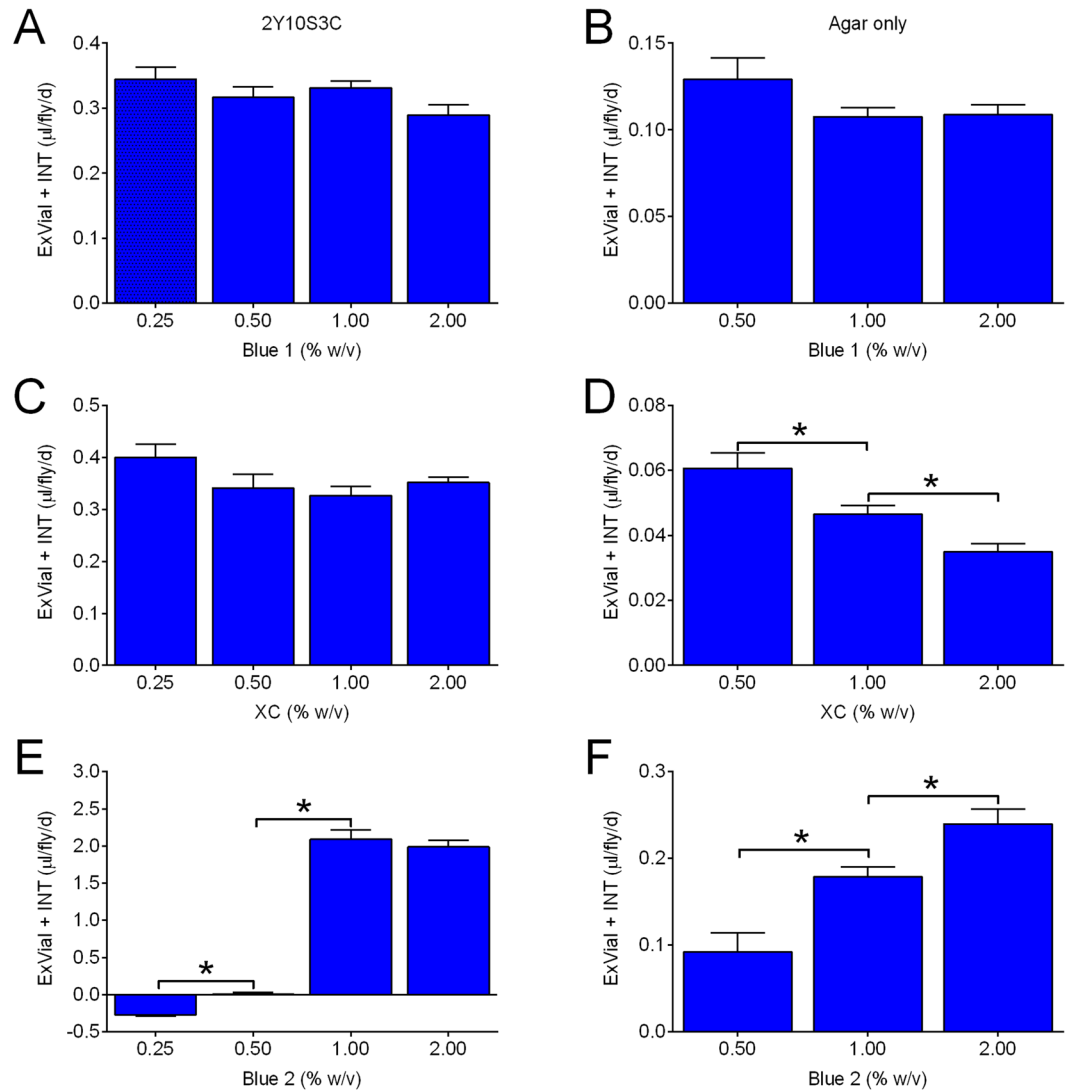 A
2Y10S3C
ExVial + INT (µl/fly/d)
0.4
0.3
0.2
0.1
0.0
0.25 0.50 1.00 2.00
Blue 1 (% w/v)
B
Agar only
ExVial + INT (µl/fly/d)
0.15
0.10
0.05
0.00
0.50 1.00 2.00
Blue 1 (% w/v)
C
ExVial + INT (µl/fly/d)
0.5
0.4
0.3
0.2
0.1
0.0
0.25 0.50 1.00 2.00
XC (% w/v)
D
ExVial + INT (µl/fly/d)
0.08
0.06
0.04
0.02
0.00
*
*
0.50 1.00 2.00
XC (% w/v)
E
ExVial + INT (µl/fly/d)
3.0
2.5
2.0
1.5
1.0
0.5
0.0
-0.5
*
*
0.25 0.50 1.00 2.00
Blue 2 (% w/v)
F
ExVial + INT (µl/fly/d)
0.3
0.2
0.1
0.0
*
*
0.50 1.00 2.00
Blue 2 (% w/v)